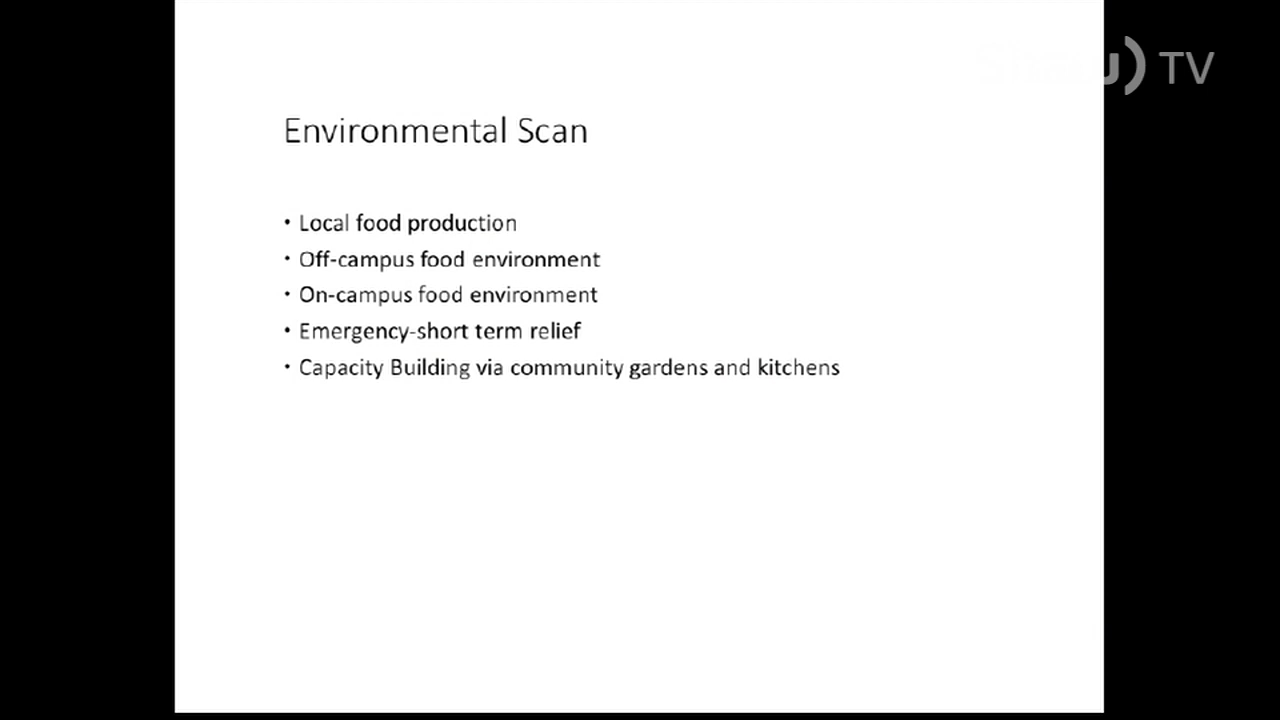 TV
Environmental Scan
• Local food production
• Off-campus food environment
• On-campus food environment
• Emergency-short term relief
• Capacity Building via community gardens and kitchens